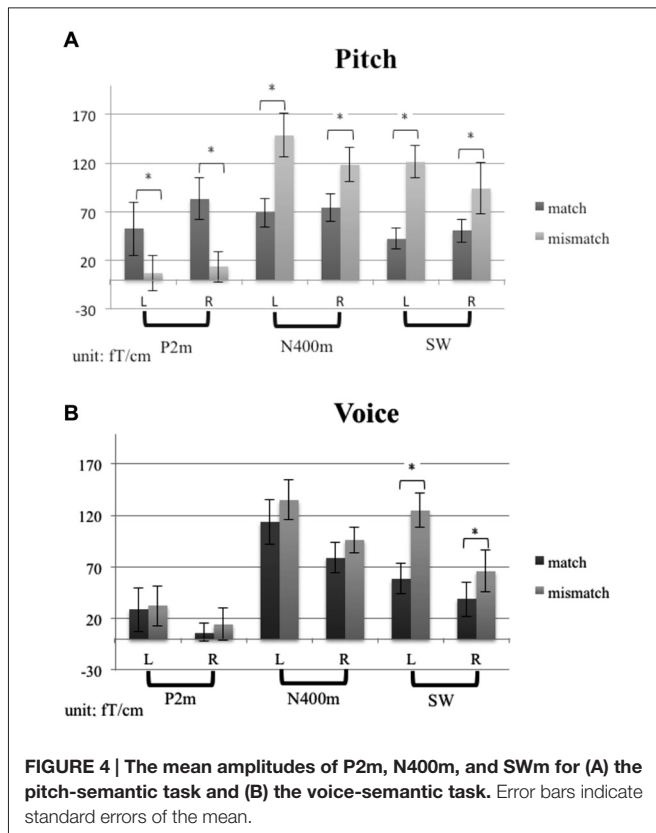 A
Pitch
170
120
70
20
-30
* * * * * *
match
mismatch
L R L R L R
P2m N400m SW
unit: fT/cm
B
Voice
170
120
70
20
-30
* *
match
mismatch
L R L R L R
P2m N400m SW
unit: fT/cm
FIGURE 4 | The mean amplitudes of P2m, N400m, and SWm for (A) the
pitch-semantic task and (B) the voice-semantic task. Error bars indicate
standard errors of the mean.